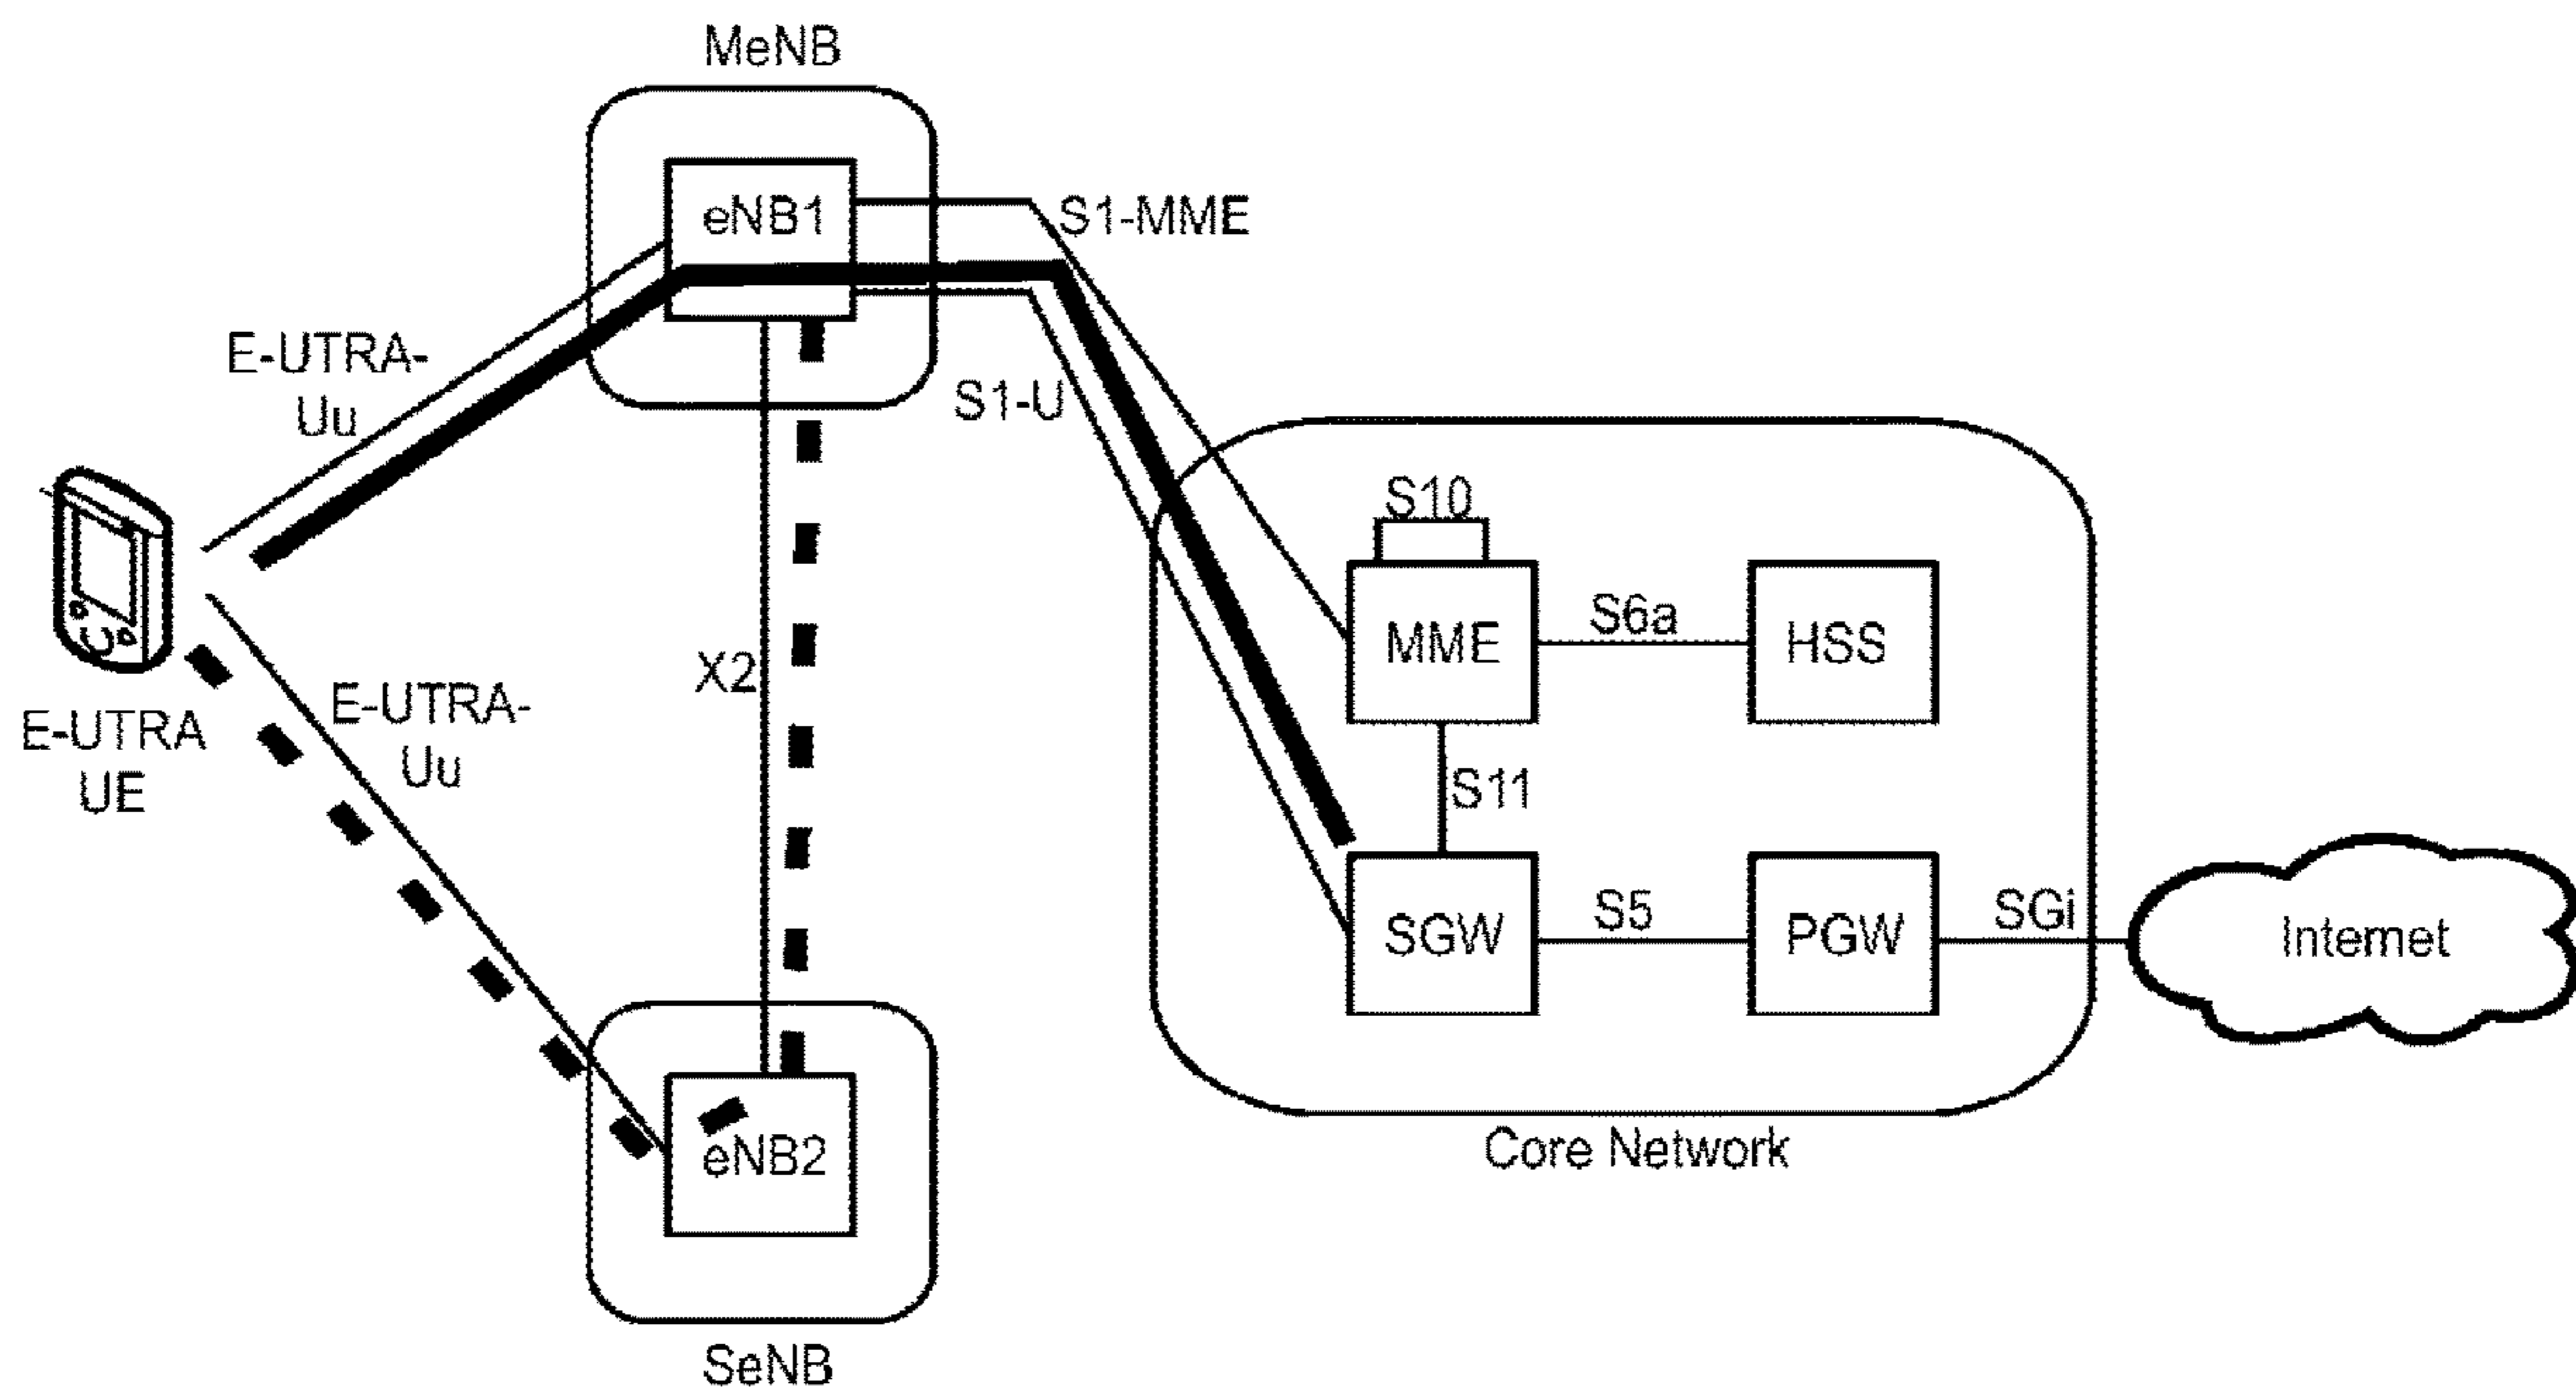 MeNB
eNB1
S1-MME
E-UTRA-
Uu
S1-U
S10
MME
S6a
HSS
X2
E-UTRA-
Uu
E-UTRA
UE
S11
SGW
S5
PGW
SGi
Internet
eNB2
Core Network
SeNB